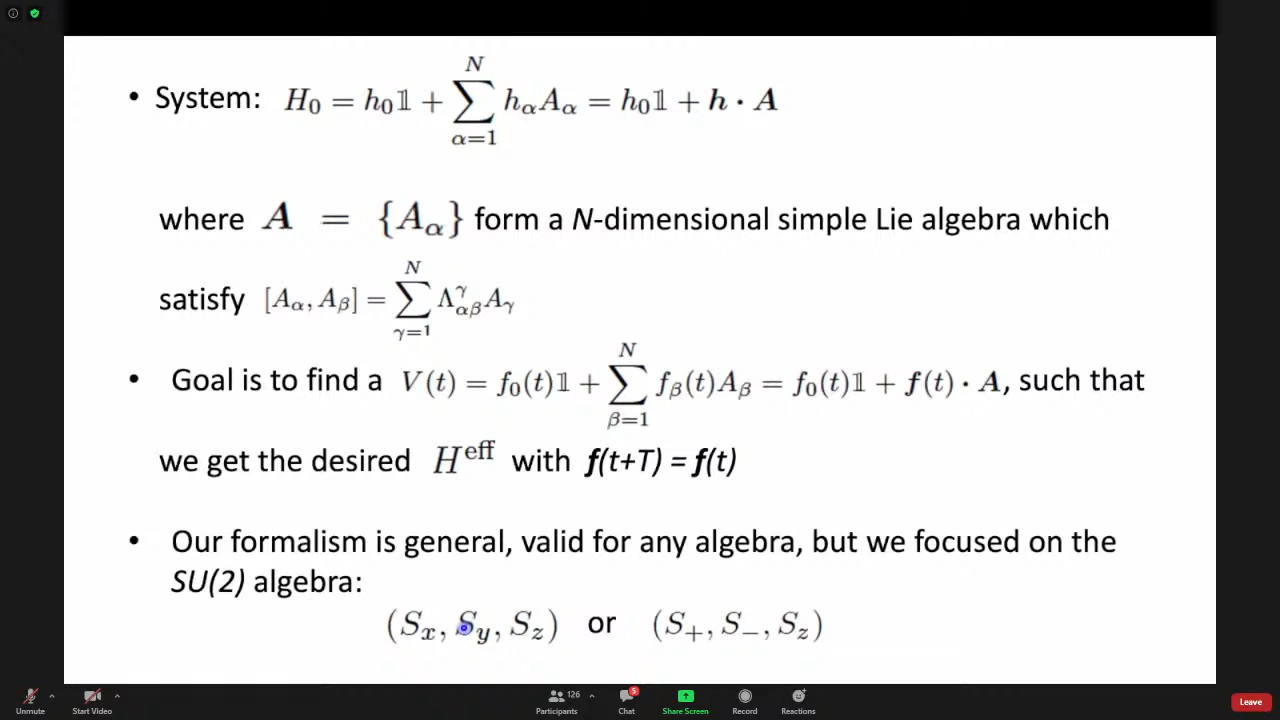 • System: H₀ = h₀𝟙 + ∑_{α=1}^{N} h_α A_α = h₀𝟙 + **h** · **A**
where **A** = {A_α} form a N-dimensional simple Lie algebra which
satisfy [A_α, A_β] = ∑_{γ=1}^{N} Λ^γ_{αβ} A_γ
• Goal is to find a V(t) = f₀(t)𝟙 + ∑_{β=1}^{N} f_β(t)A_β = f₀(t)𝟙 + **f**(t) · **A**, such that
we get the desired H^eff with **f**(t+T) = **f**(t)
• Our formalism is general, valid for any algebra, but we focused on the
SU(2) algebra:
(S_x, S_y, S_z) or (S_+, S_−, S_z)
Unmute Start Video 126 Participants 5 Chat Share Screen Record Reactions Leave